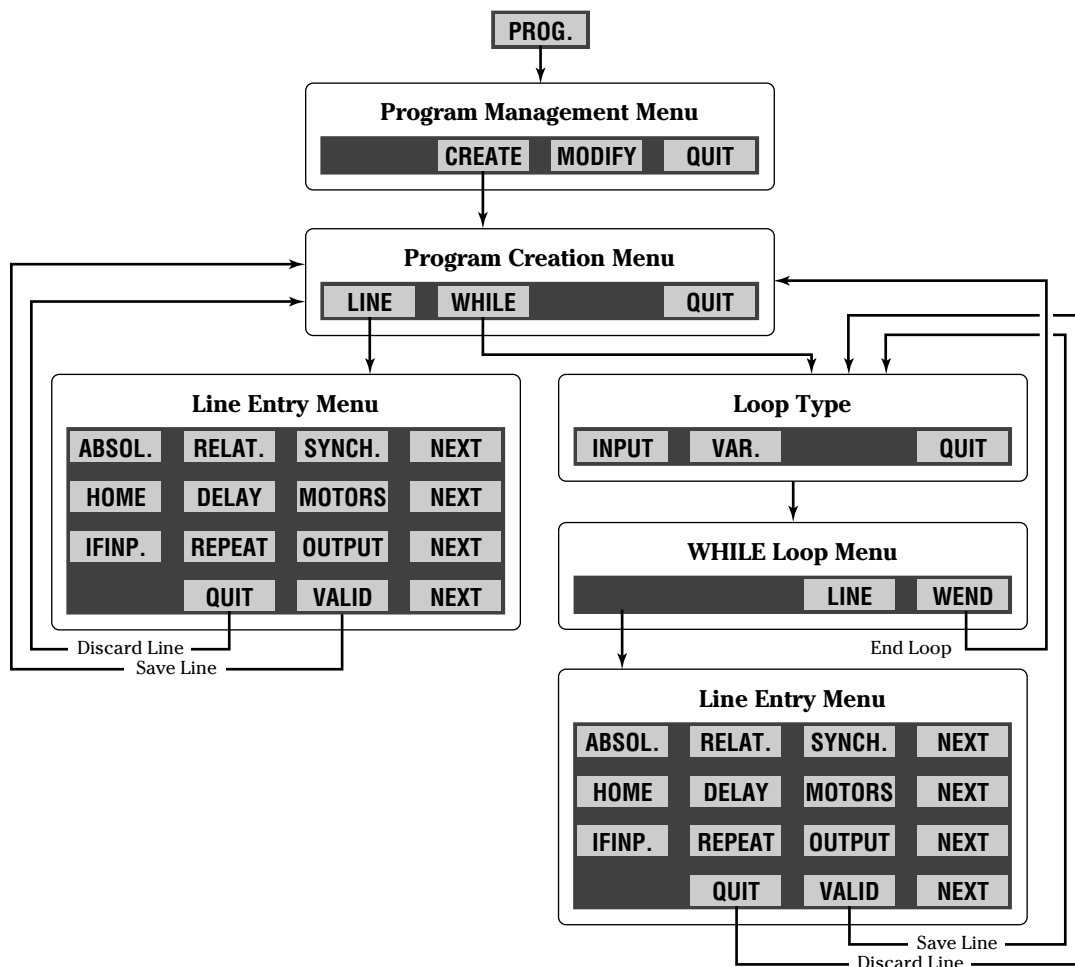 PROG.
Program Management Menu
CREATE MODIFY QUIT
Program Creation Menu
LINE WHILE QUIT
Line Entry Menu
ABSOL. RELAT. SYNCH. NEXT
HOME DELAY MOTORS NEXT
IFINP. REPEAT OUTPUT NEXT
QUIT VALID NEXT
Discard Line
Save Line
Loop Type
INPUT VAR. QUIT
WHILE Loop Menu
LINE WEND
End Loop
Line Entry Menu
ABSOL. RELAT. SYNCH. NEXT
HOME DELAY MOTORS NEXT
IFINP. REPEAT OUTPUT NEXT
QUIT VALID NEXT
Save Line
Discard Line